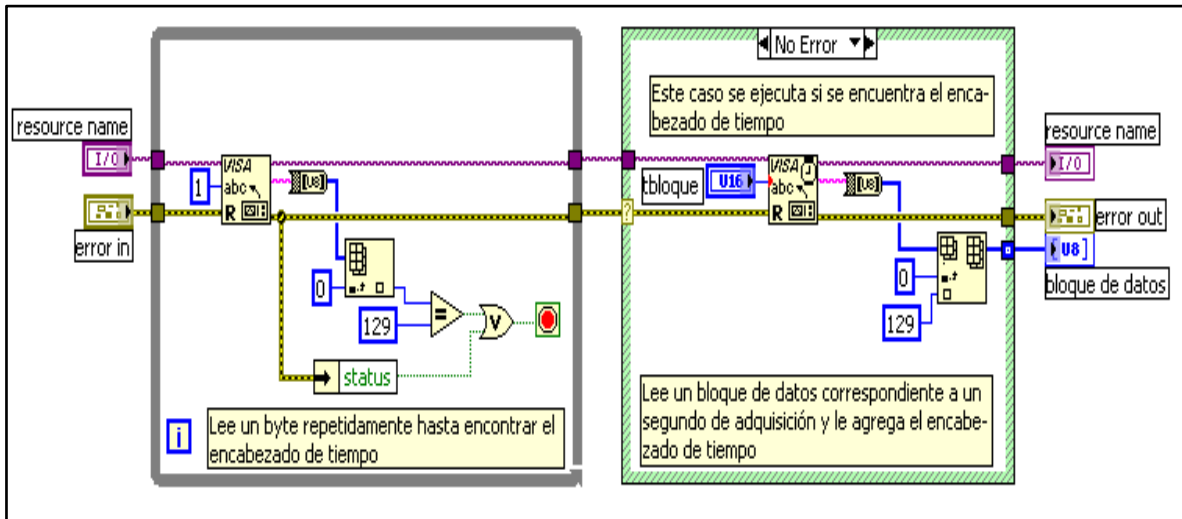 No Error
Este caso se ejecuta si se encuentra el enca-
bezado de tiempo
resource name
I/O
error in
1
VISA
abc
R
[U8]
0
129
=
V
status
i
Lee un byte repetidamente hasta encontrar el
encabezado de tiempo
?
tbloque
U16
VISA
abc
R
[U8]
0
129
Lee un bloque de datos correspondiente a un
segundo de adquisición y le agrega el encabe-
zado de tiempo
resource name
I/O
error out
[U8]
bloque de datos